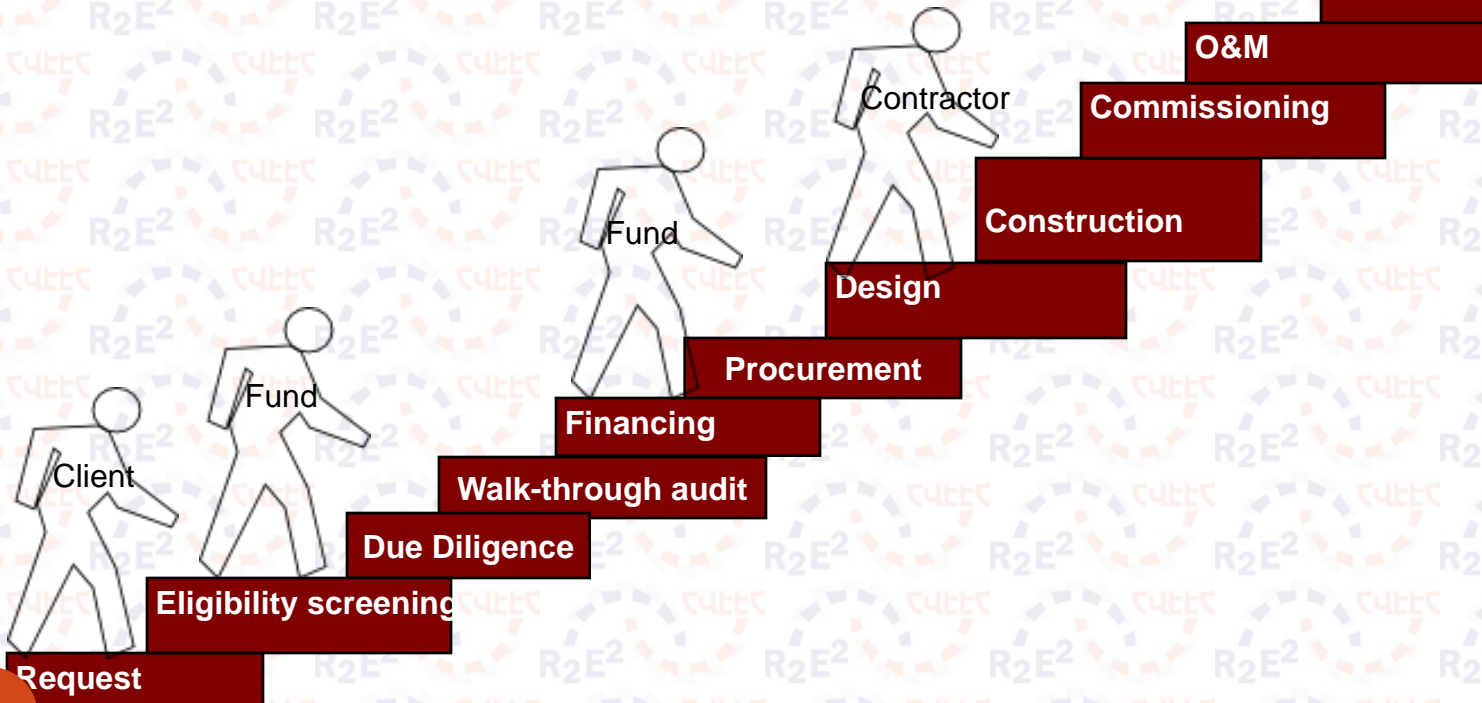 O&M
Contractor
Commissioning
Construction
Fund
Design
Procurement
Fund
Financing
Client
Walk-through audit
Due Diligence
Eligibility screening
Request